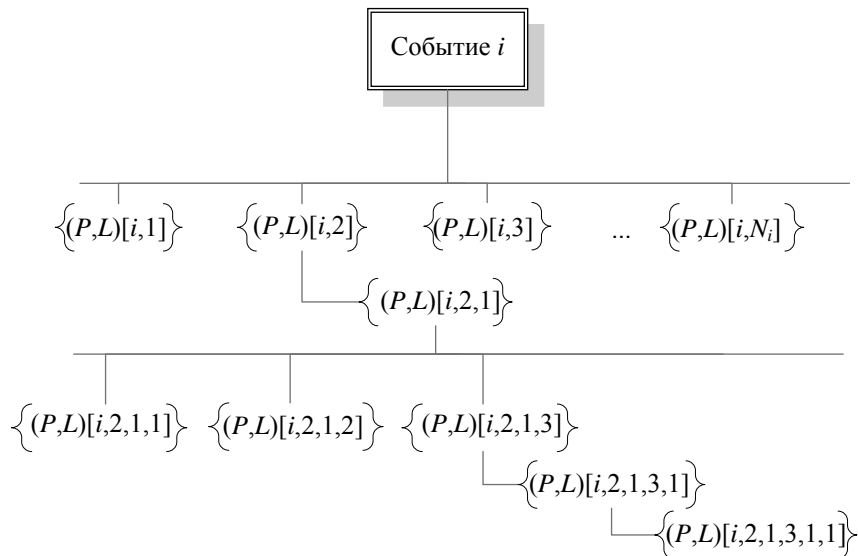 Событие i
{(P,L)[i,1]} {(P,L)[i,2]} {(P,L)[i,3]} ... {(P,L)[i,Nᵢ]}
{(P,L)[i,2,1]}
{(P,L)[i,2,1,1]} {(P,L)[i,2,1,2]} {(P,L)[i,2,1,3]}
{(P,L)[i,2,1,3,1]}
{(P,L)[i,2,1,3,1,1]}